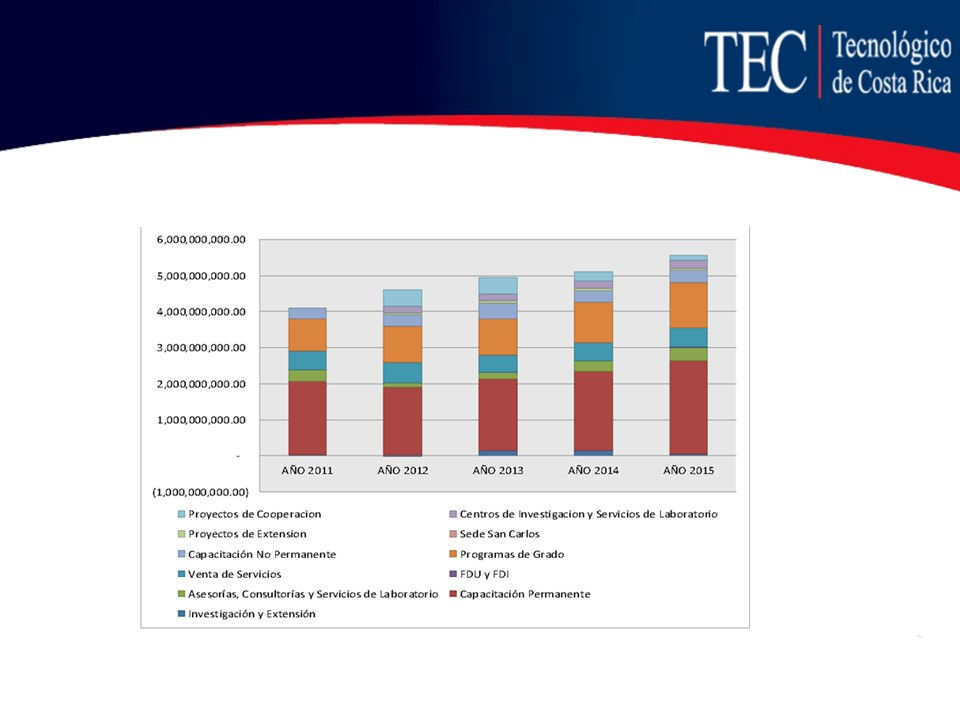 TEC
Tecnológico
de Costa Rica
6,000,000,000.00
5,000,000,000.00
4,000,000,000.00
3,000,000,000.00
2,000,000,000.00
1,000,000,000.00
-
(1,000,000,000.00)
AÑO 2011 AÑO 2012 AÑO 2013 AÑO 2014 AÑO 2015
Proyectos de Cooperacion Centros de Investigacion y Servicios de Laboratorio
Proyectos de Extension Sede San Carlos
Capacitación No Permanente Programas de Grado
Venta de Servicios FDU y FDI
Asesorías, Consultorías y Servicios de Laboratorio Capacitación Permanente
Investigación y Extensión